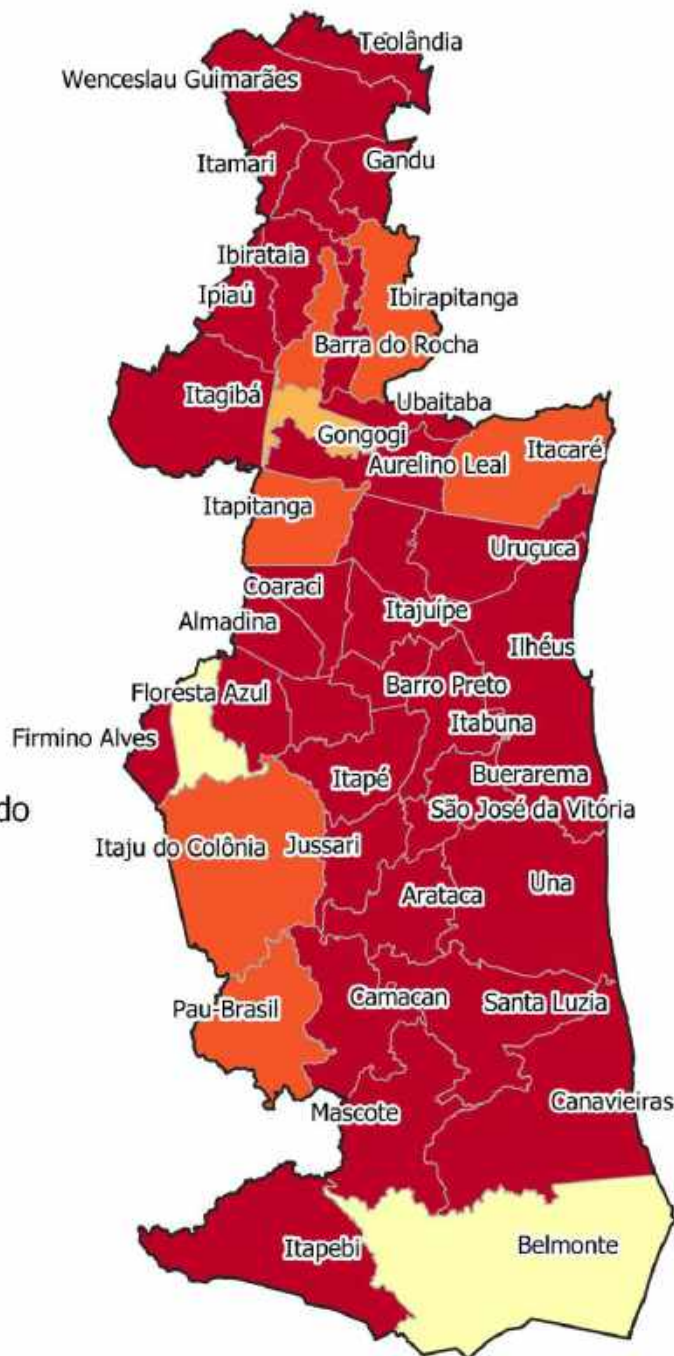 Teolândia
Wenceslau Guimarães
Itamari
Gandu
Ibirataia
Ipiaú
Ibirapitanga
Barra do Rocha
Itagibá
Ubaitaba
Gongogi
Itacaré
Aurelino Leal
Itapitanga
Uruçuca
Coaraci
Itajuípe
Almadina
Ilhéus
Floresta Azul
Barro Preto
Firmino Alves
Itabuna
Itapé
Buerarema
do
São José da Vitória
Itaju do Colônia
Jussari
Arataca
Una
Camacan
Santa Luzia
Pau-Brasil
Mascote
Canavieiras
Itapebi
Belmonte